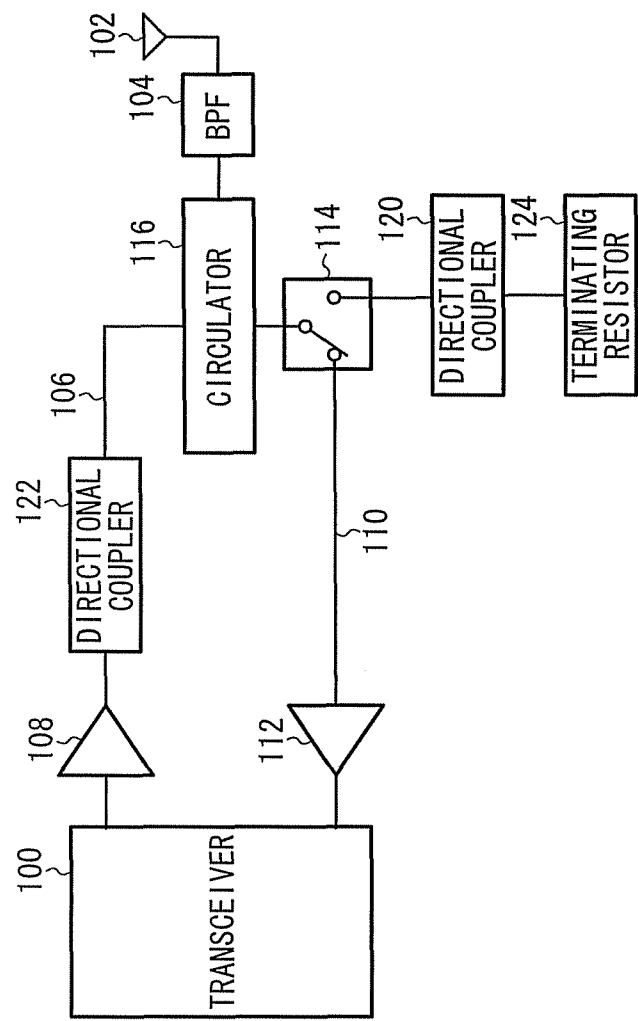 102
104
BPF
116
CIRCULATOR
114
106
120
DIRECTIONAL
COUPLER
124
TERMINATING
RESISTOR
122
DIRECTIONAL
COUPLER
110
108
112
100
TRANSCEIVER